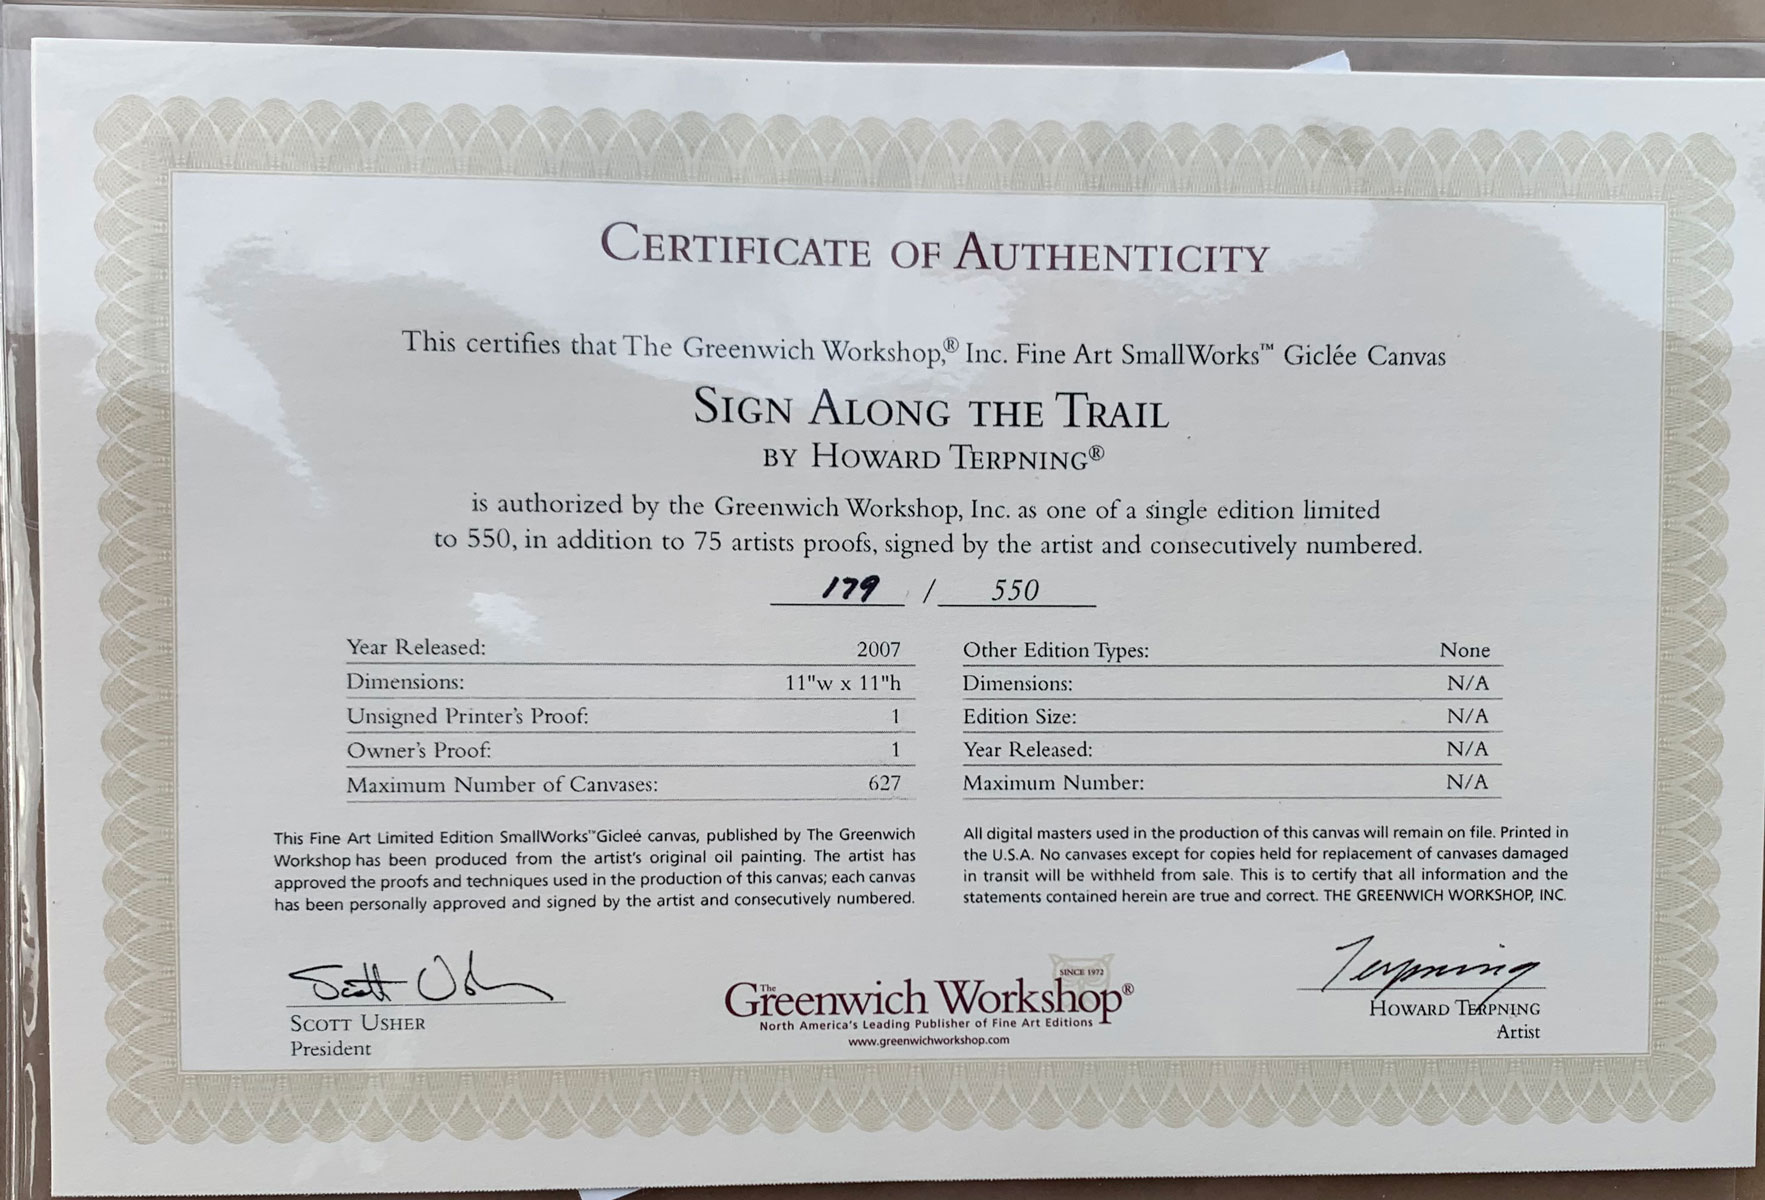 CERTIFICATE OF AUTHENTICITY
This certifies that The Greenwich Workshop,® Inc. Fine Art SmallWorks™ Giclée Canvas
SIGN ALONG THE TRAIL
BY HOWARD TERPNING®
is authorized by the Greenwich Workshop, Inc. as one of a single edition limited
to 550, in addition to 75 artists proofs, signed by the artist and consecutively numbered.
179 / 550
Year Released: 2007
Dimensions: 11"w x 11"h
Unsigned Printer's Proof: 1
Owner's Proof: 1
Maximum Number of Canvases: 627
Other Edition Types: None
Dimensions: N/A
Edition Size: N/A
Year Released: N/A
Maximum Number: N/A
This Fine Art Limited Edition SmallWorks™Gicleé canvas, published by The Greenwich
Workshop has been produced from the artist's original oil painting. The artist has
approved the proofs and techniques used in the production of this canvas; each canvas
has been personally approved and signed by the artist and consecutively numbered.
All digital masters used in the production of this canvas will remain on file. Printed in
the U.S.A. No canvases except for copies held for replacement of canvases damaged
in transit will be withheld from sale. This is to certify that all information and the
statements contained herein are true and correct. THE GREENWICH WORKSHOP, INC.
Scott Usher
SCOTT USHER
President
SINCE 1972
The Greenwich Workshop®
North America's Leading Publisher of Fine Art Editions
www.greenwichworkshop.com
Terpning
HOWARD TERPNING
Artist